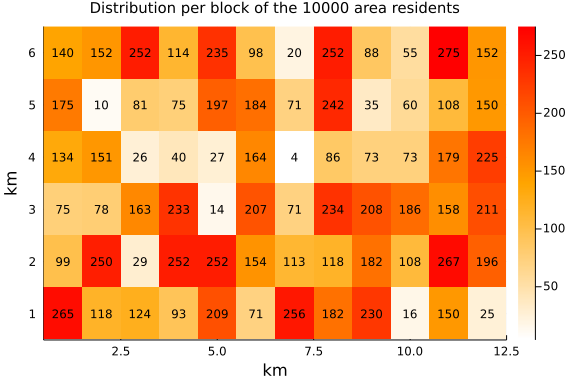 Distribution per block of the 10000 area residents
6 140 152 252 114 235 98 20 252 88 55 275 152
5 175 10 81 75 197 184 71 242 35 60 108 150
4 134 151 26 40 27 164 4 86 73 73 179 225
3 75 78 163 233 14 207 71 234 208 186 158 211
2 99 250 29 252 252 154 113 118 182 108 267 196
1 265 118 124 93 209 71 256 182 230 16 150 25
2.5 5.0 7.5 10.0 12.5
km
km
250
200
150
100
50